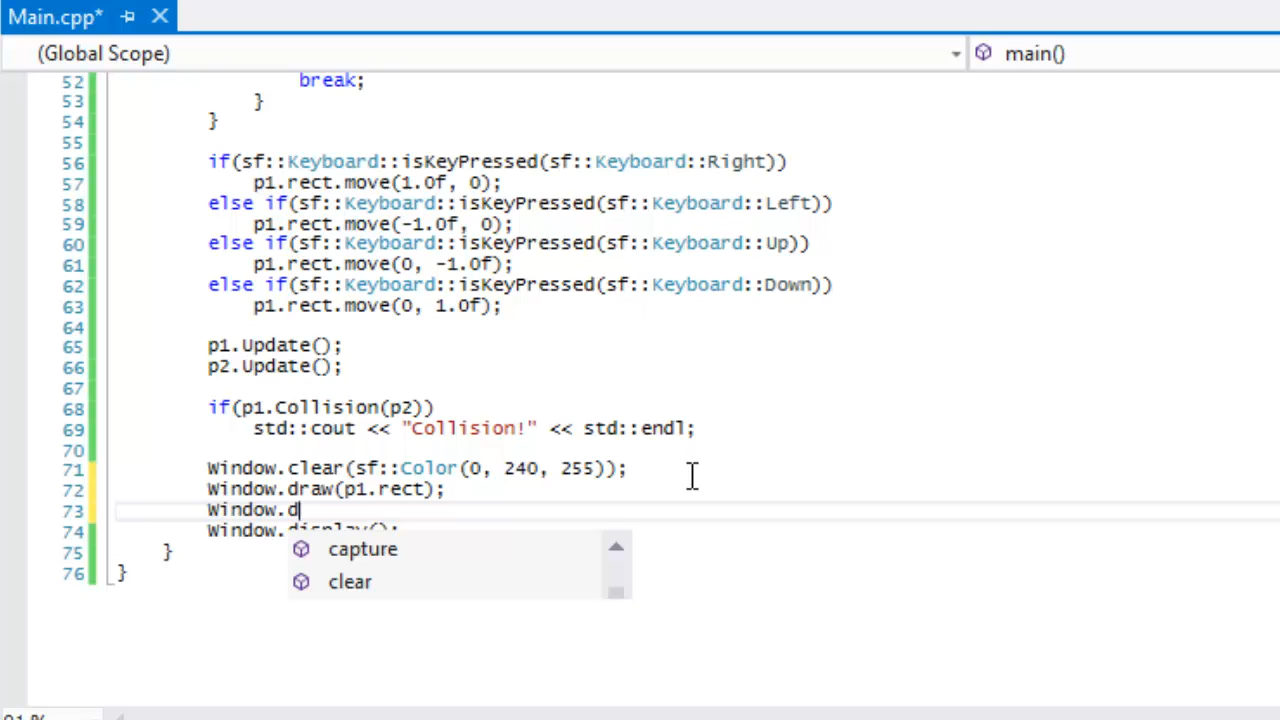 Main.cpp*
(Global Scope) main()
52 break;
53 }
54 }
55
56 if(sf::Keyboard::isKeyPressed(sf::Keyboard::Right))
57 p1.rect.move(1.0f, 0);
58 else if(sf::Keyboard::isKeyPressed(sf::Keyboard::Left))
59 p1.rect.move(-1.0f, 0);
60 else if(sf::Keyboard::isKeyPressed(sf::Keyboard::Up))
61 p1.rect.move(0, -1.0f);
62 else if(sf::Keyboard::isKeyPressed(sf::Keyboard::Down))
63 p1.rect.move(0, 1.0f);
64
65 p1.Update();
66 p2.Update();
67
68 if(p1.Collision(p2))
69 std::cout << "Collision!" << std::endl;
70
71 Window.clear(sf::Color(0, 240, 255));
72 Window.draw(p1.rect);
73 Window.d
74 Window.display();
75 }
76 }
capture
clear
91 %